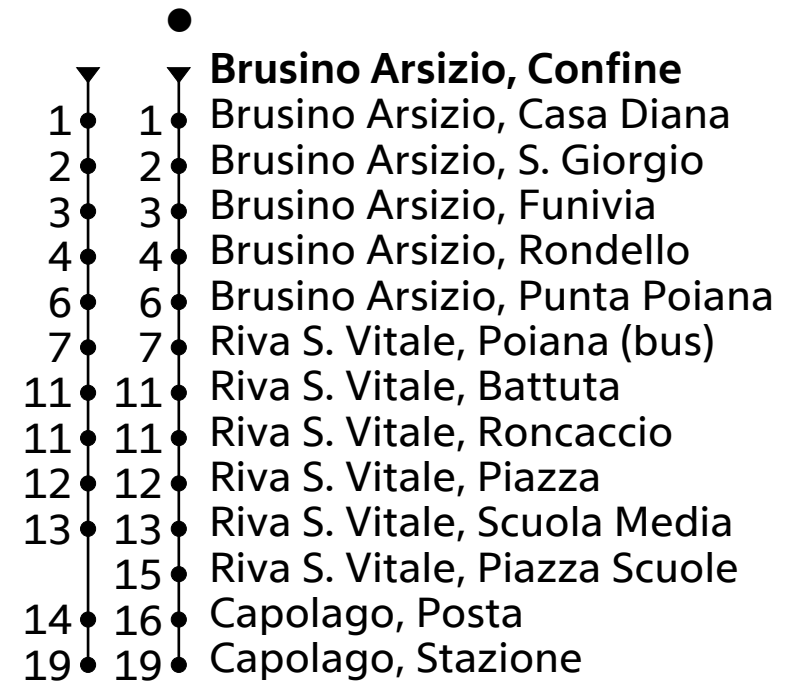 Brusino Arsizio, Confine
1 1 Brusino Arsizio, Casa Diana
2 2 Brusino Arsizio, S. Giorgio
3 3 Brusino Arsizio, Funivia
4 4 Brusino Arsizio, Rondello
6 6 Brusino Arsizio, Punta Poiana
7 7 Riva S. Vitale, Poiana (bus)
11 11 Riva S. Vitale, Battuta
11 11 Riva S. Vitale, Roncaccio
12 12 Riva S. Vitale, Piazza
13 13 Riva S. Vitale, Scuola Media
15 Riva S. Vitale, Piazza Scuole
14 16 Capolago, Posta
19 19 Capolago, Stazione